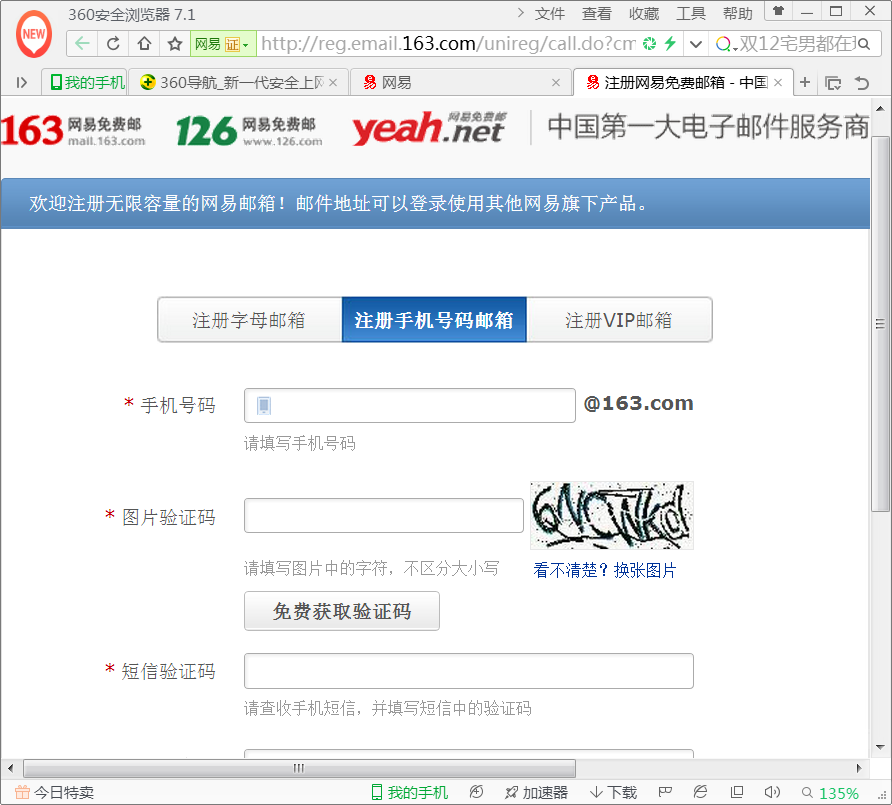 360安全浏览器 7.1
文件 查看 收藏 工具 帮助
NEW
网易 证 http://reg.email.163.com/unireg/call.do?cm 双12宅男都在
我的手机 360导航_新一代安全上网 网易 注册网易免费邮箱 - 中国
163 网易免费邮 mail.163.com 126 网易免费邮 www.126.com yeah.net 网易免费邮 中国第一大电子邮件服务商
欢迎注册无限容量的网易邮箱！邮件地址可以登录使用其他网易旗下产品。
注册字母邮箱 注册手机号码邮箱 注册VIP邮箱
* 手机号码 @163.com
请填写手机号码
* 图片验证码
请填写图片中的字符，不区分大小写 看不清楚？换张图片
免费获取验证码
* 短信验证码
请查收手机短信，并填写短信中的验证码
今日特卖 我的手机 加速器 下载 135%